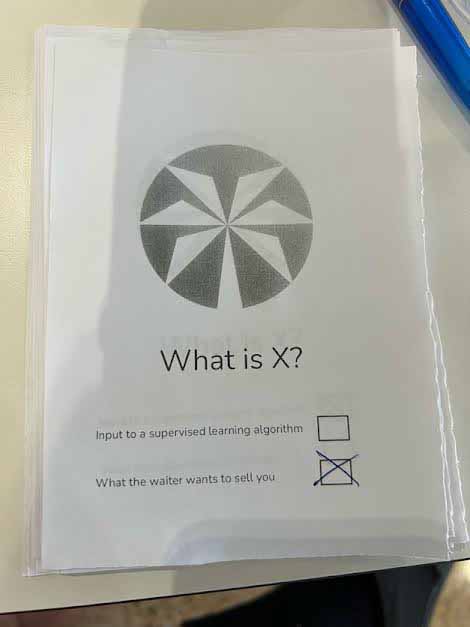 What is X?
Input to a supervised learning algorithm
What the waiter wants to sell you